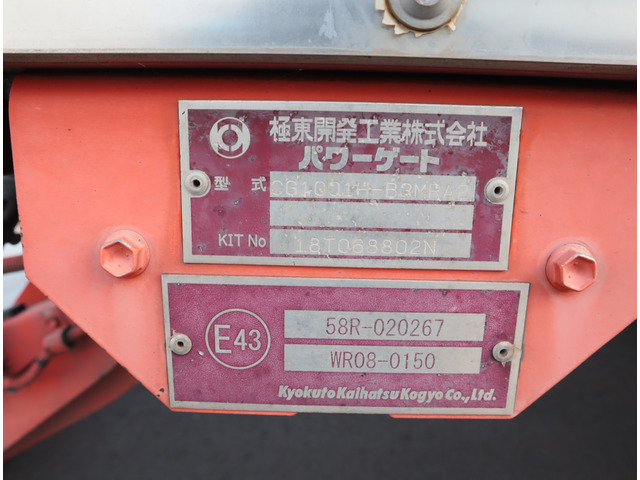 極東開発工業株式会社
パワーゲート
型式
KIT No 18T068802N
E43
58R-020267
WR08-0150
Kyokuto Kaihatsu Kogyo Co., Ltd.